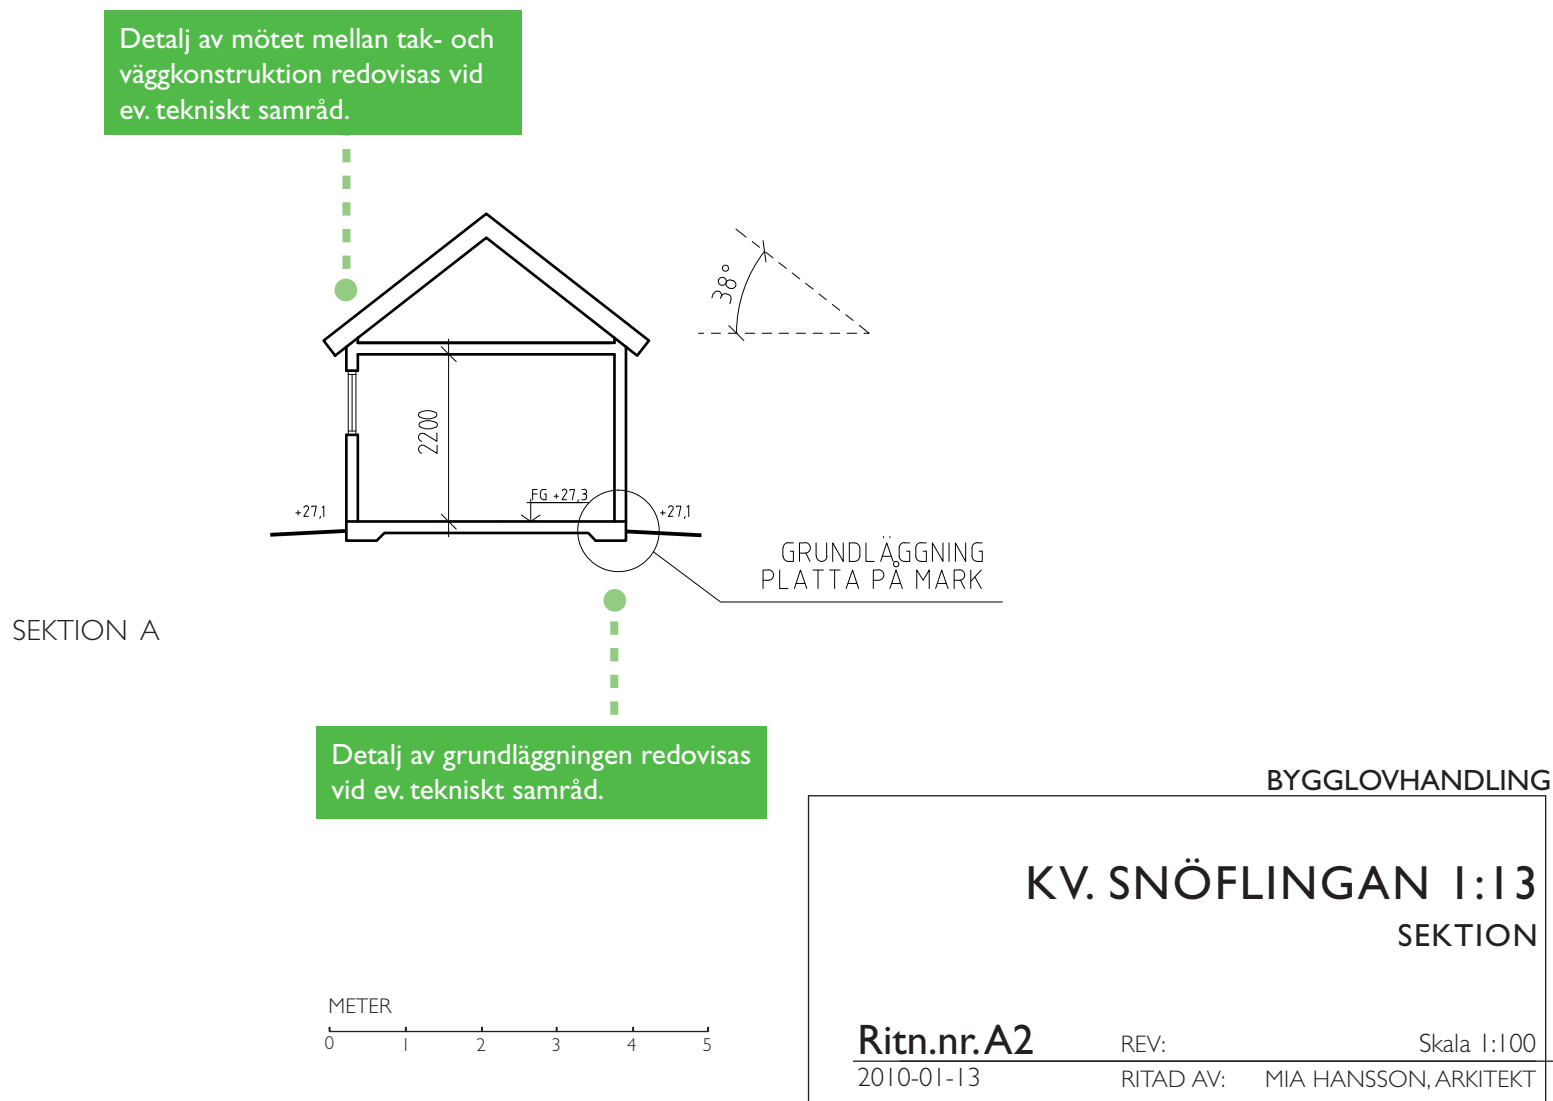 Detalj av mötet mellan tak- och
väggkonstruktion redovisas vid
ev. tekniskt samråd.
38°
2200
FG +27,3
+27,1
+27,1
GRUNDLÄGGNING
PLATTA PÅ MARK
SEKTION A
Detalj av grundläggningen redovisas
vid ev. tekniskt samråd.
BYGGLOVHANDLING
KV. SNÖFLINGAN 1:13
SEKTION
METER
0 1 2 3 4 5
Ritn.nr. A2 REV: Skala 1:100
2010-01-13 RITAD AV: MIA HANSSON, ARKITEKT